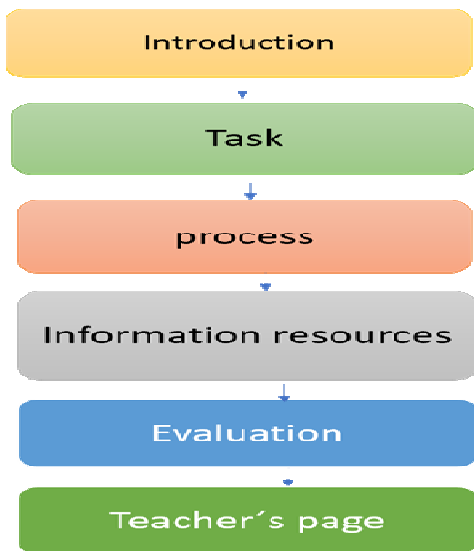 Introduction
Task
process
Information resources
Evaluation
Teacher´s page